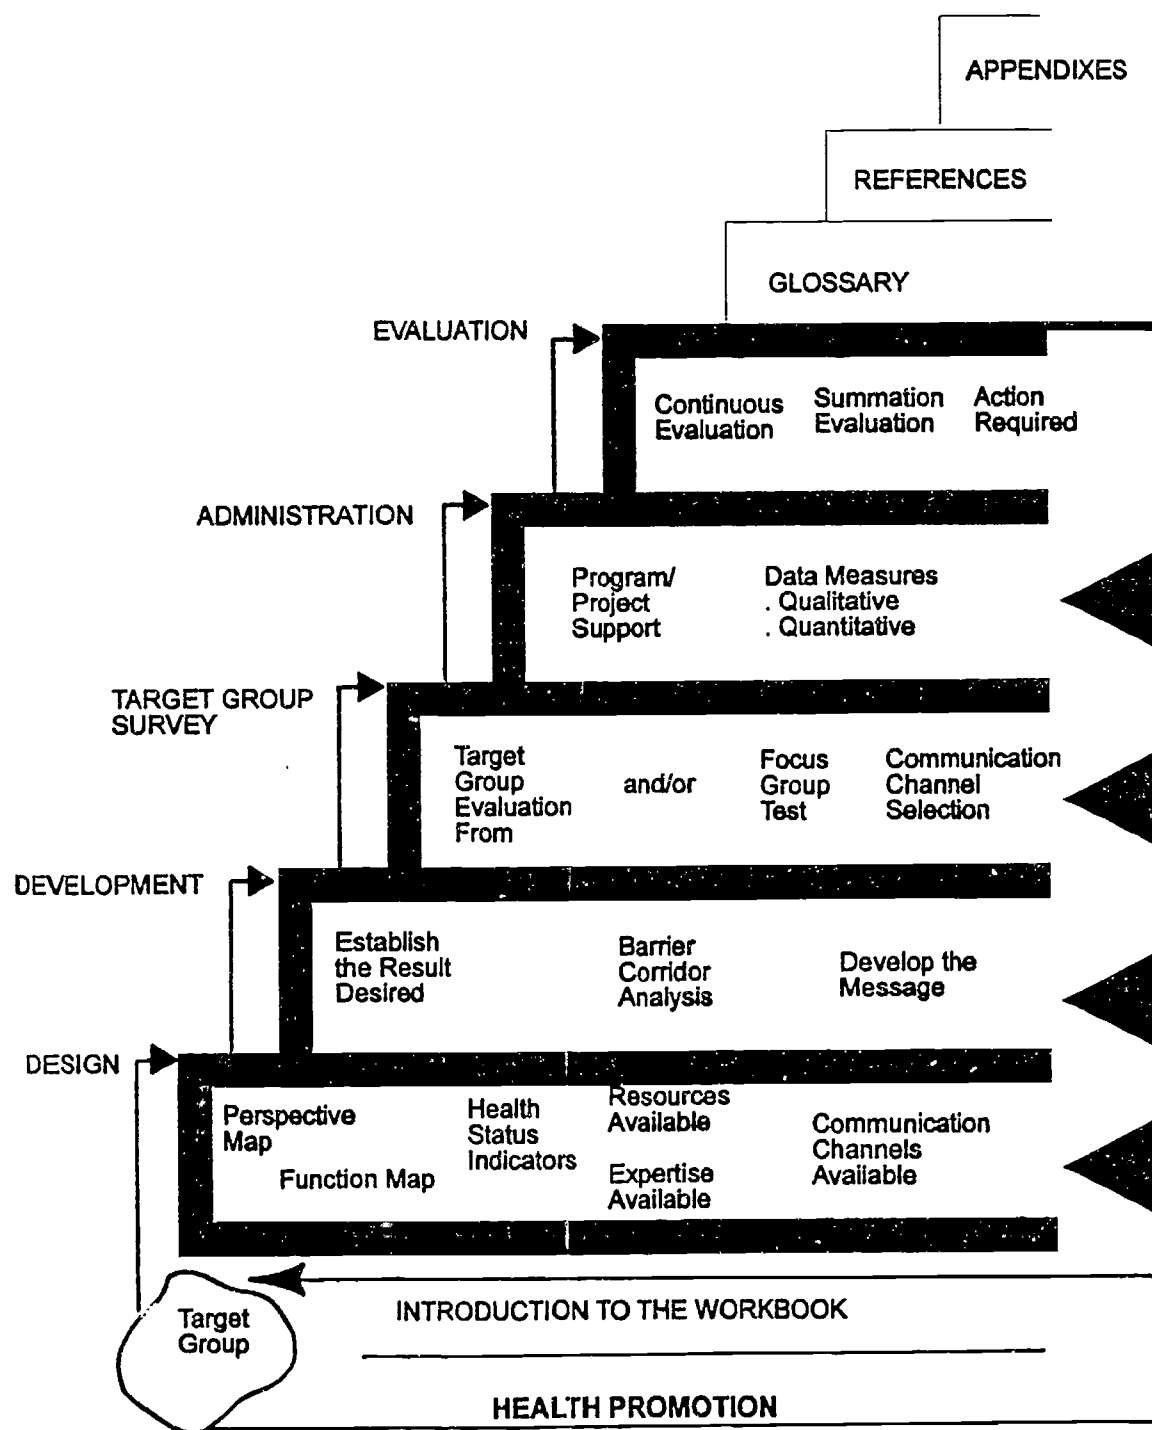 APPENDIXES
REFERENCES
GLOSSARY
EVALUATION
Continuous
Evaluation
Summation
Evaluation
Action
Required
ADMINISTRATION
Program/
Project
Support
Data Measures
. Qualitative
. Quantitative
TARGET GROUP
SURVEY
Target
Group
Evaluation
From
and/or
Focus
Group
Test
Communication
Channel
Selection
DEVELOPMENT
Establish
the Result
Desired
Barrier
Corridor
Analysis
Develop the
Message
DESIGN
Perspective
Map
Function Map
Health
Status
Indicators
Resources
Available
Expertise
Available
Communication
Channels
Available
Target
Group
INTRODUCTION TO THE WORKBOOK
HEALTH PROMOTION